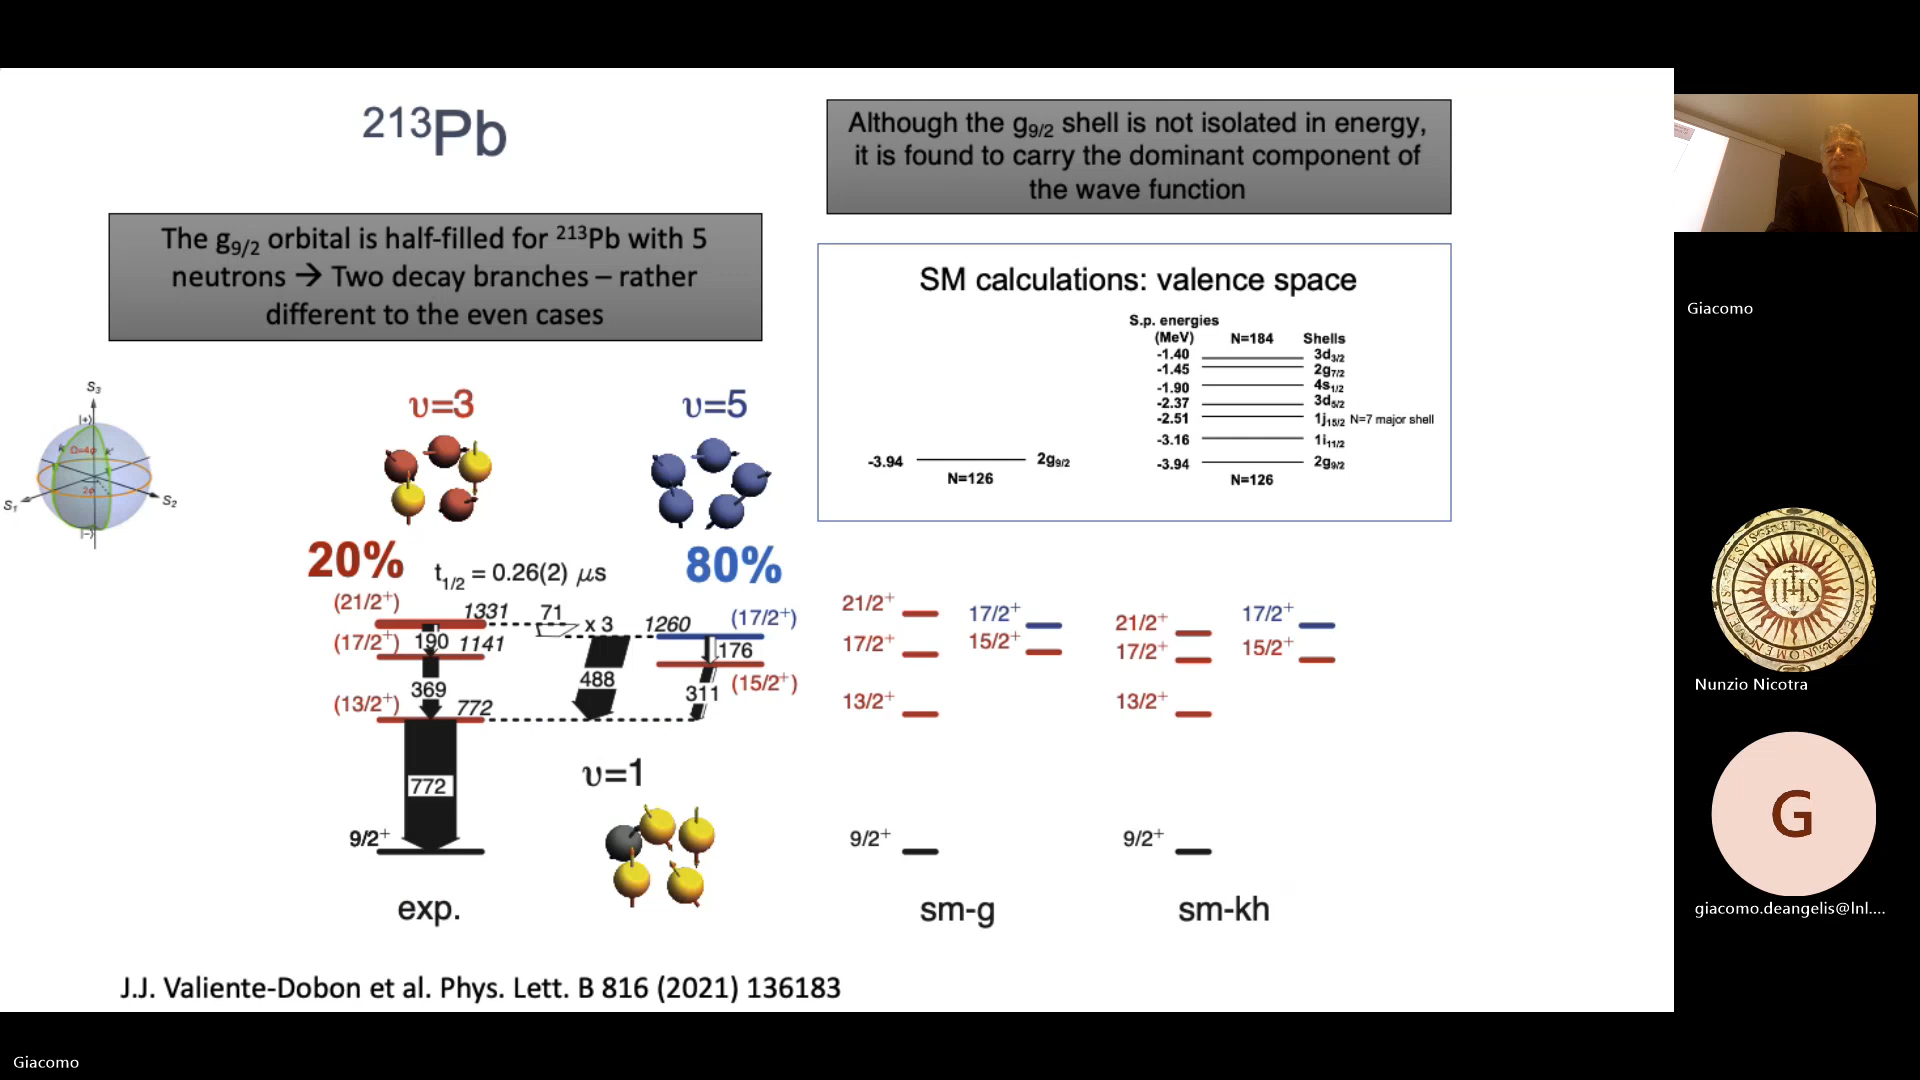 ²¹³Pb
The g9/2 orbital is half-filled for ²¹³Pb with 5
neutrons → Two decay branches – rather
different to the even cases
Although the g9/2 shell is not isolated in energy,
it is found to carry the dominant component of
the wave function
SM calculations: valence space
-3.94 2g9/2
N=126
S.p. energies
(MeV) N=184 Shells
-1.40 3d3/2
-1.45 2g7/2
-1.90 4s1/2
-2.37 3d5/2
-2.51 1j15/2 N=7 major shell
-3.16 1i11/2
-3.94 2g9/2
N=126
S3
|+⟩
k Ω=4φ k'
2φ
S1 S2
|−⟩
υ=3 υ=5
20% t1/2 = 0.26(2) μs 80%
(21/2⁺) 1331 71 x 3 1260 (17/2⁺)
(17/2⁺) 190 1141 176
369 488 311 (15/2⁺)
(13/2⁺) 772
772
υ=1
9/2⁺
exp.
21/2⁺ 17/2⁺
17/2⁺ 15/2⁺
13/2⁺
9/2⁺
sm-g
21/2⁺ 17/2⁺
17/2⁺ 15/2⁺
13/2⁺
9/2⁺
sm-kh
J.J. Valiente-Dobon et al. Phys. Lett. B 816 (2021) 136183
Giacomo
IHS
Nunzio Nicotra
G
giacomo.deangelis@lnl....
Giacomo